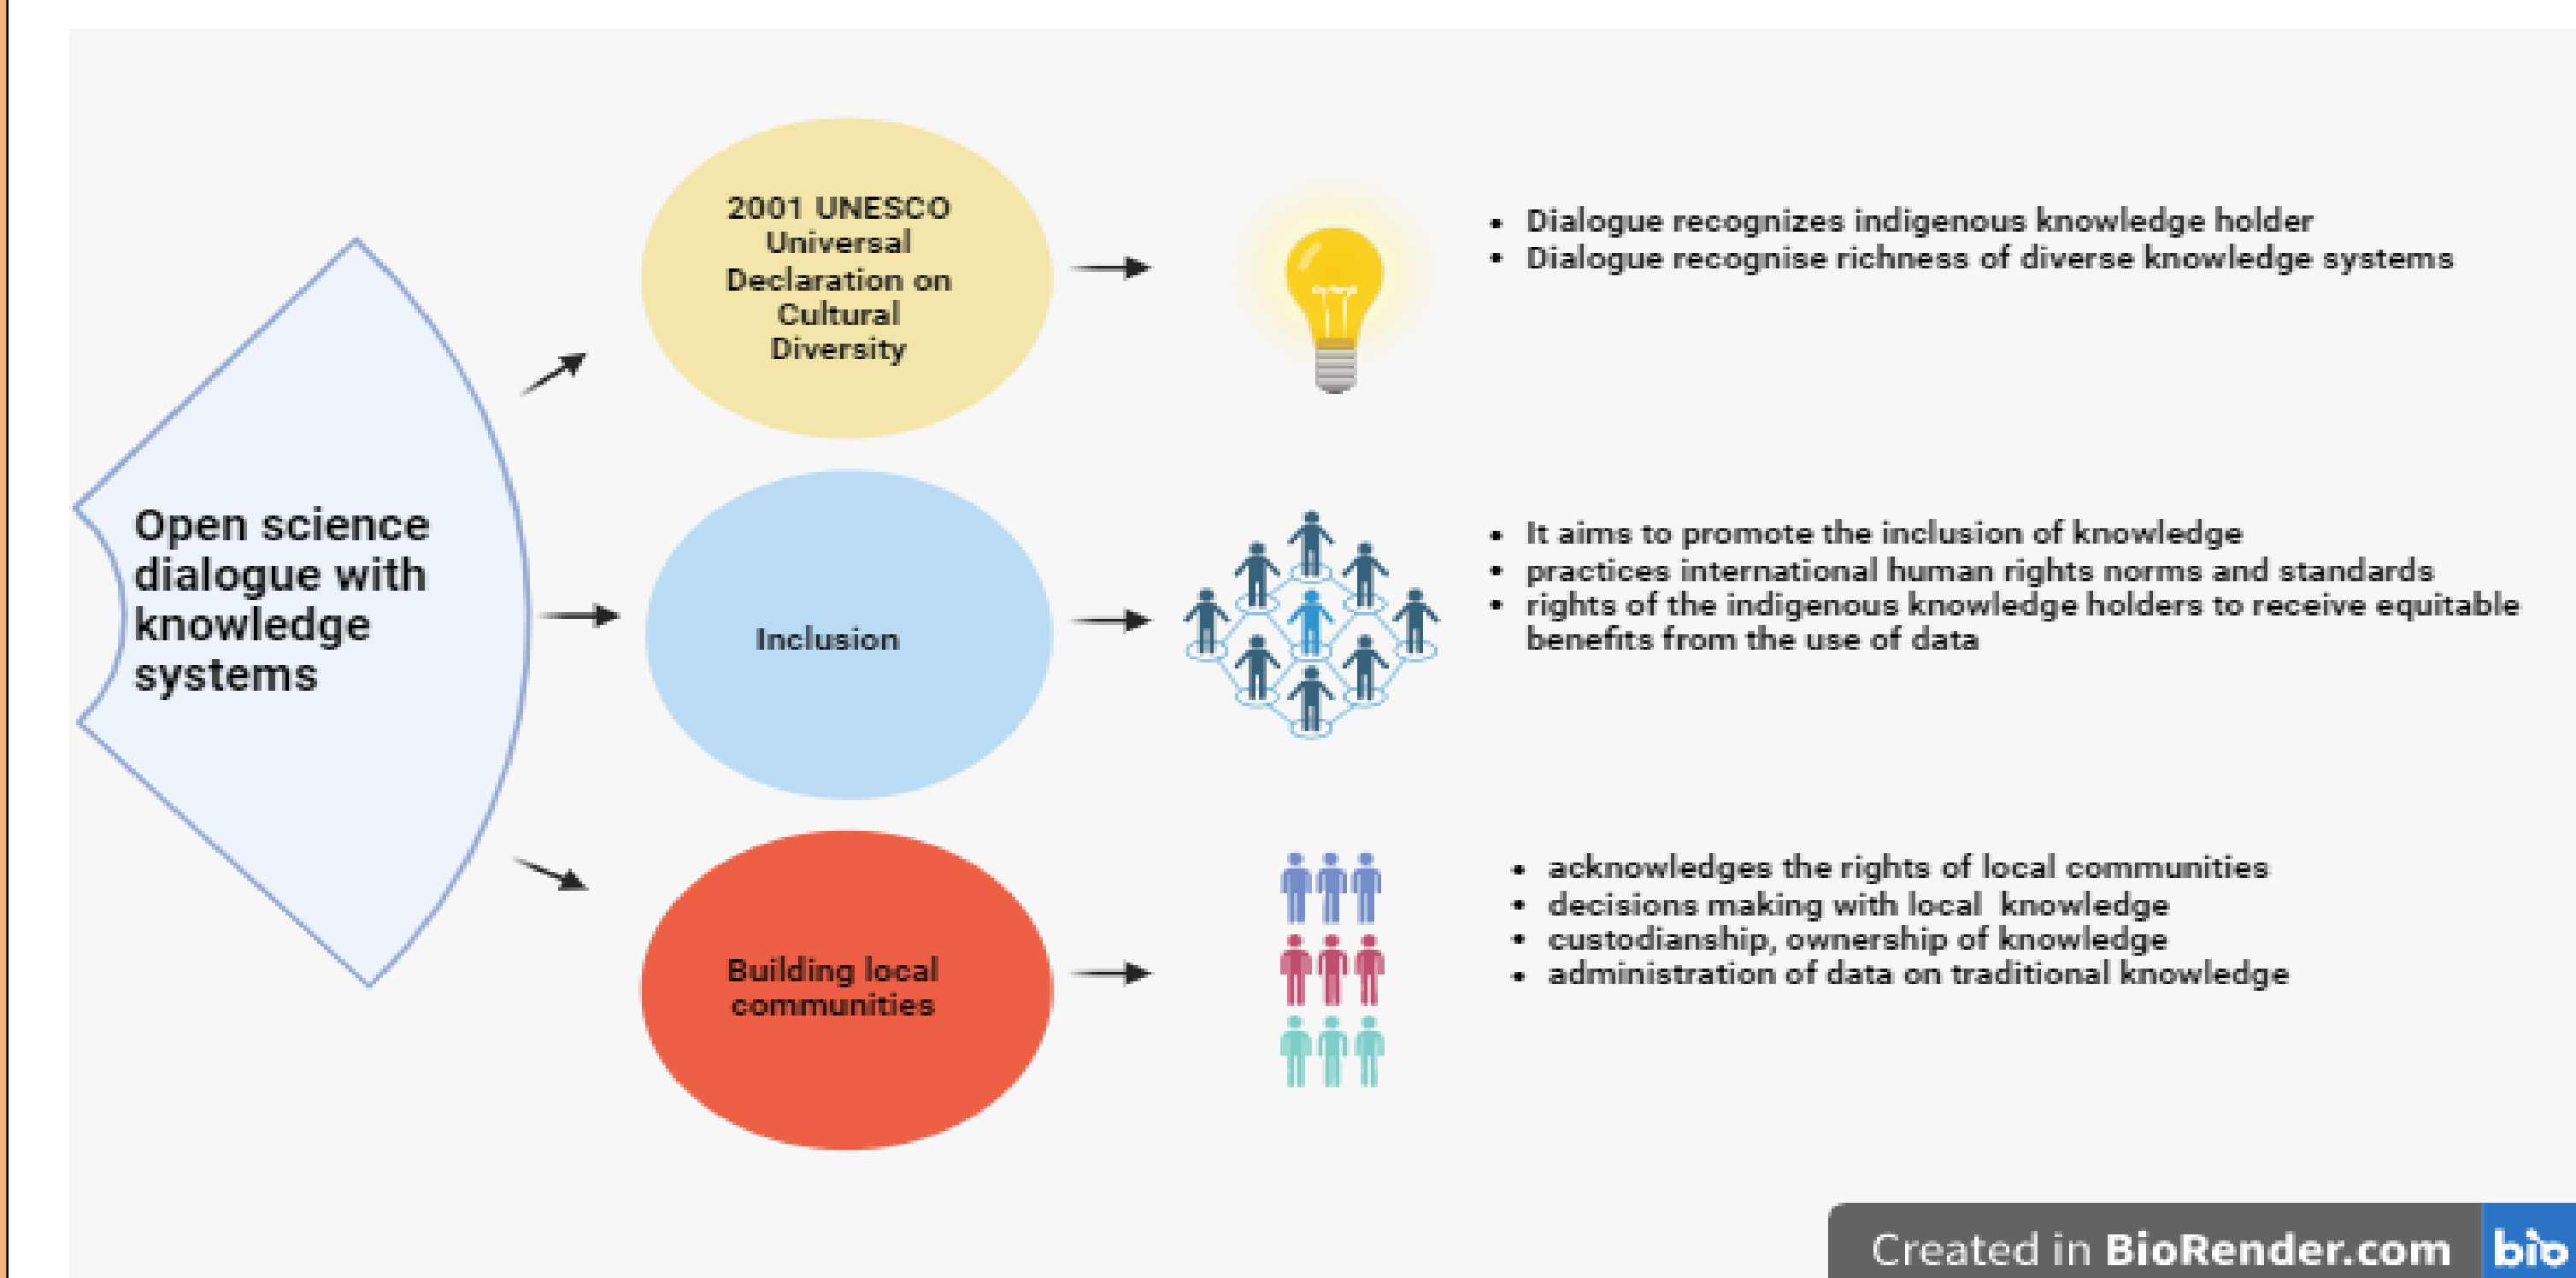 Open science
dialogue with
knowledge
systems
2001 UNESCO
Universal
Declaration on
Cultural
Diversity
• Dialogue recognizes indigenous knowledge holder
• Dialogue recognise richness of diverse knowledge systems
Inclusion
• It aims to promote the inclusion of knowledge
• practices international human rights norms and standards
• rights of the indigenous knowledge holders to receive equitable
benefits from the use of data
Building local
communities
• acknowledges the rights of local communities
• decisions making with local knowledge
• custodianship, ownership of knowledge
• administration of data on traditional knowledge
Created in BioRender.com bio